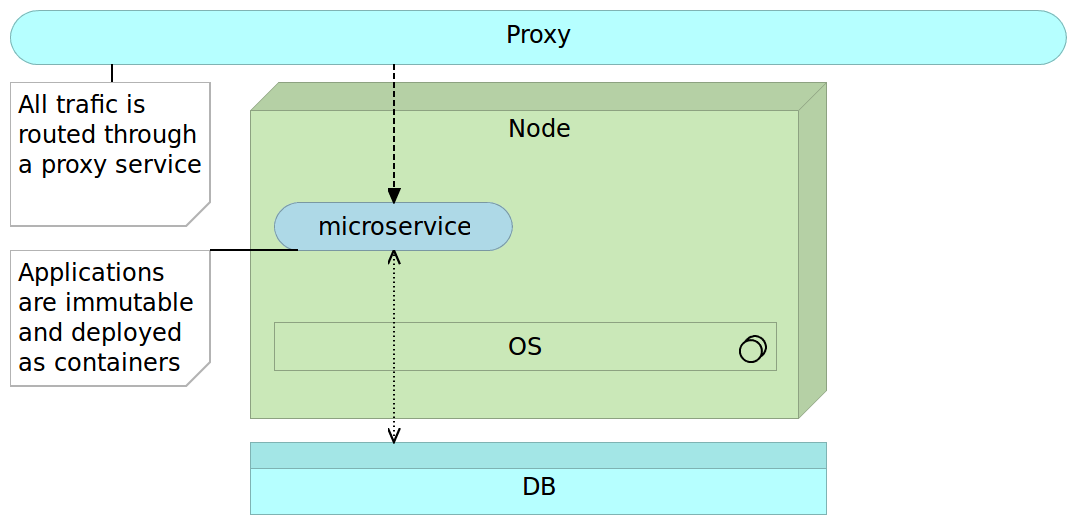 Proxy
All trafic is
routed through
a proxy service
Node
microservice
Applications
are immutable
and deployed
as containers
OS
DB